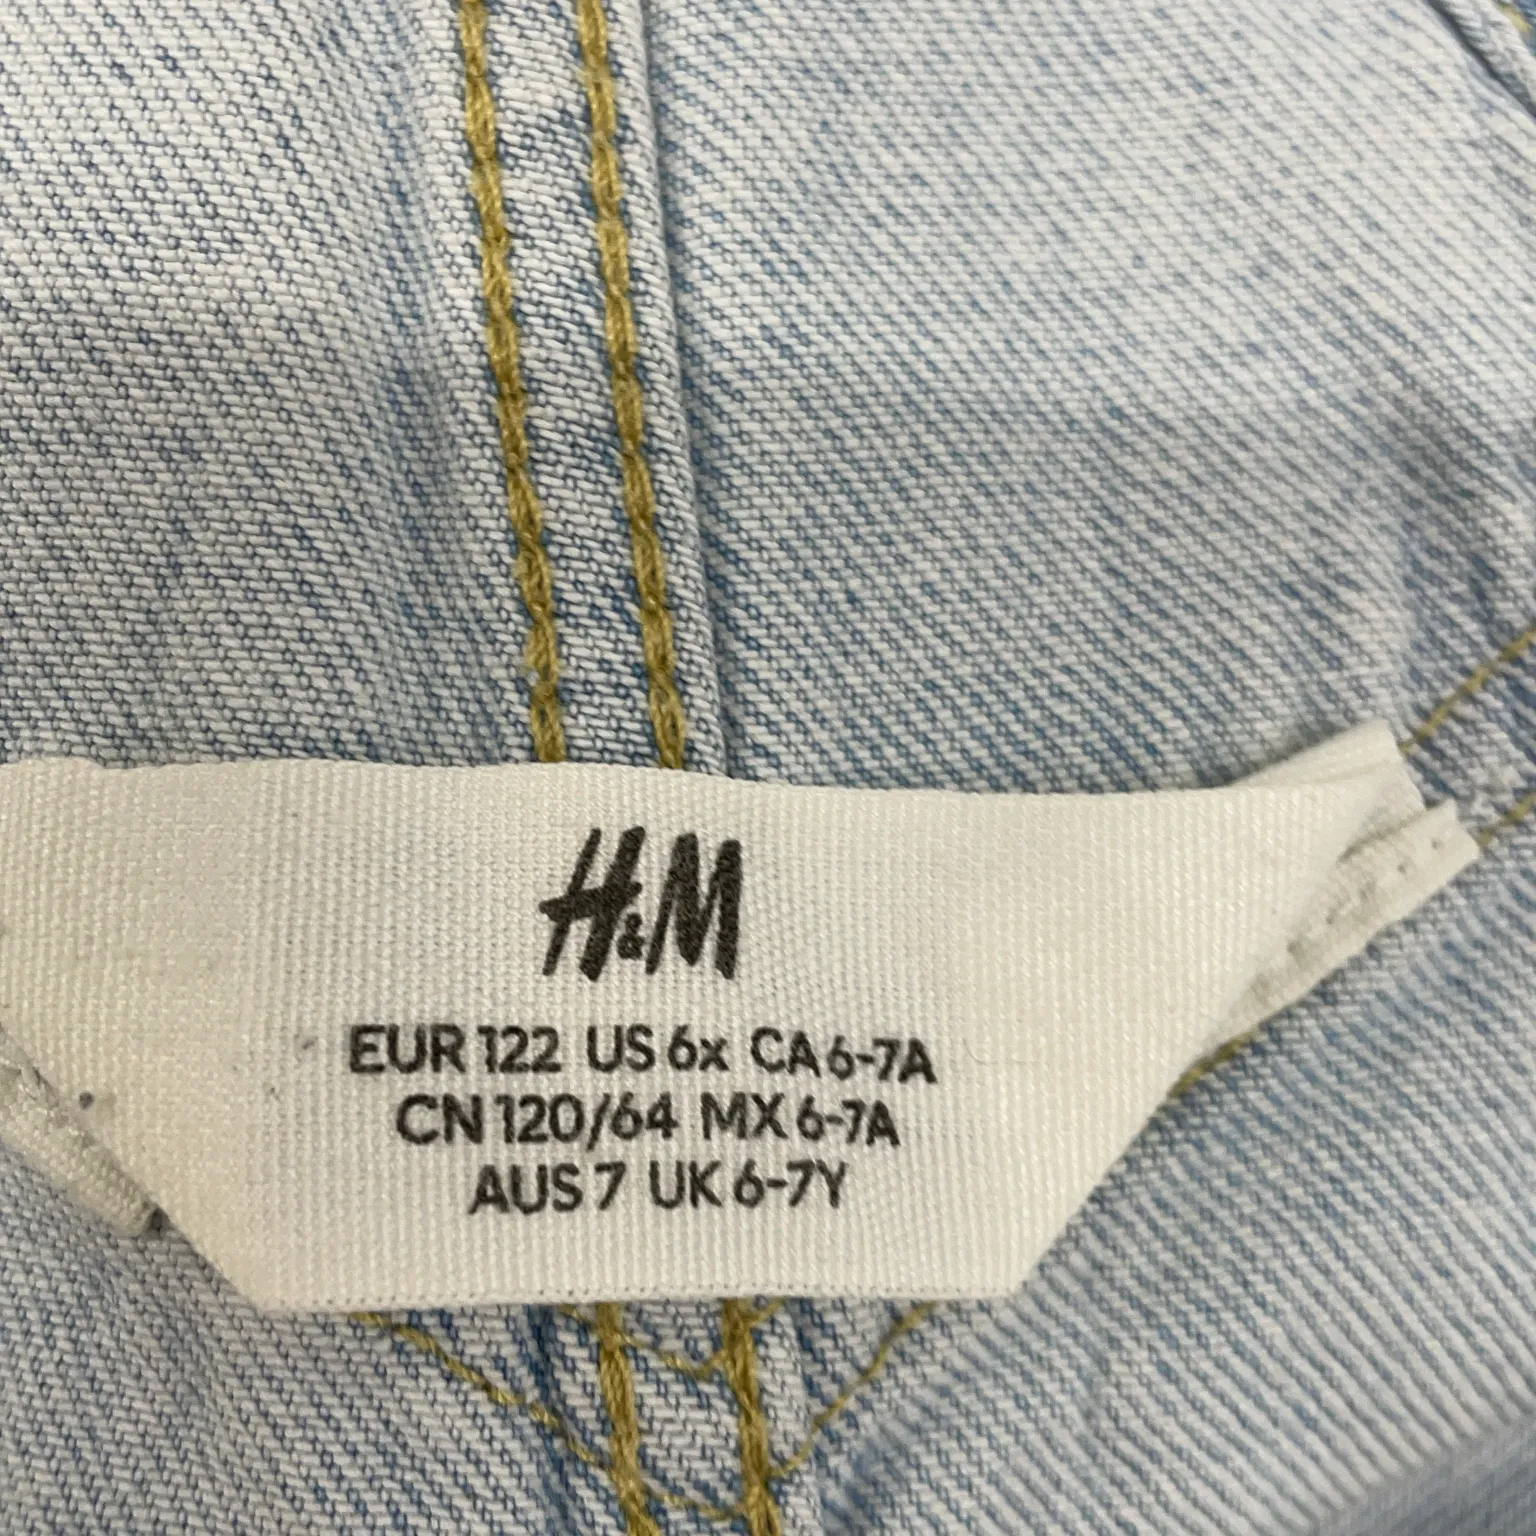 H&M
EUR 122 US 6x CA 6-7A
CN 120/64 MX 6-7A
AUS 7 UK 6-7Y